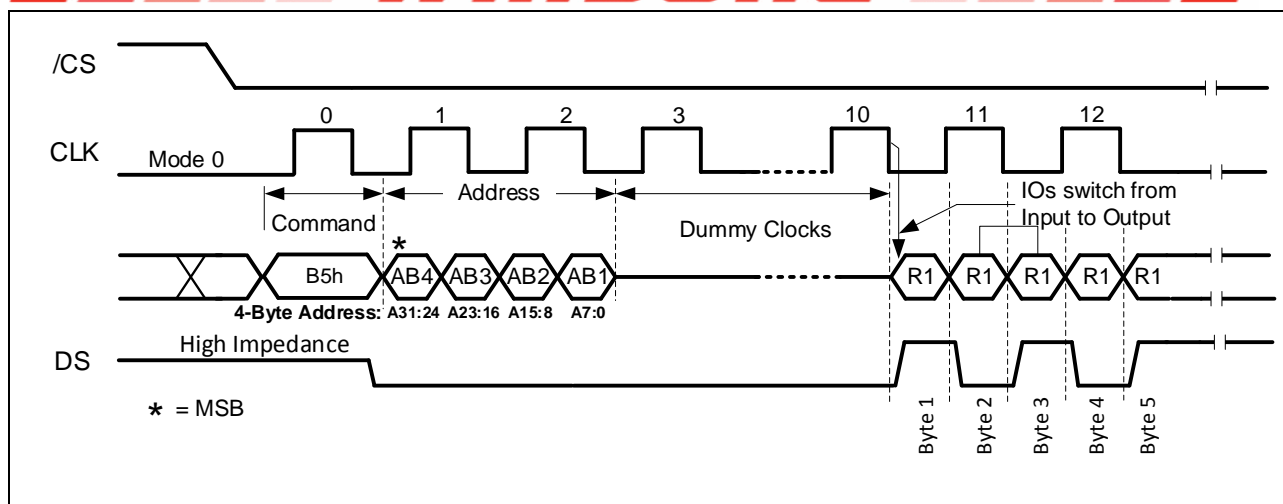 /CS
0 1 2 3 10 11 12
CLK
Mode 0
Address
IOs switch from
Input to Output
Command
Dummy Clocks
*
B5h AB4 AB3 AB2 AB1 R1 R1 R1 R1 R1
4-Byte Address: A31:24 A23:16 A15:8 A7:0
High Impedance
DS
* = MSB
Byte 1
Byte 2
Byte 3
Byte 4
Byte 5